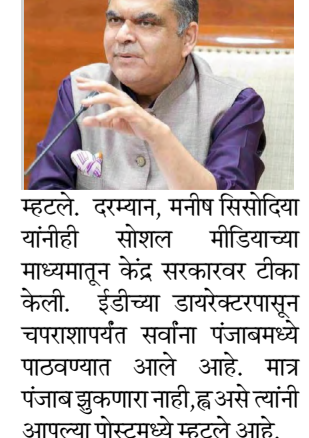 म्हटले. दरम्यान, मनीष सिसोदिया
यांनीही सोशल मीडियाच्या
माध्यमातून केंद्र सरकारवर टीका
केली. ईडीच्या डायरेक्टरपासून
चपराशापर्यंत सर्वांना पंजाबमध्ये
पाठवण्यात आले आहे. मात्र
पंजाब झुकणारा नाही,ह्व असे त्यांनी
आपल्या पोस्टमध्ये म्हटले आहे.